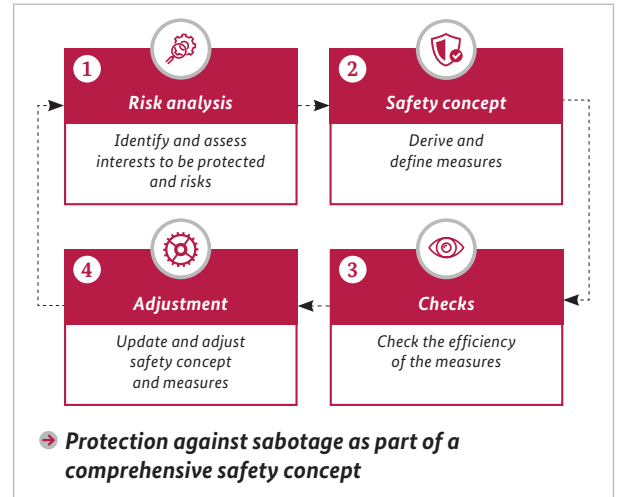 1
Risk analysis
Identify and assess
interests to be protected
and risks
2
Safety concept
Derive and
define measures
3
Checks
Check the efficiency
of the measures
4
Adjustment
Update and adjust
safety concept
and measures
Protection against sabotage as part of a
comprehensive safety concept